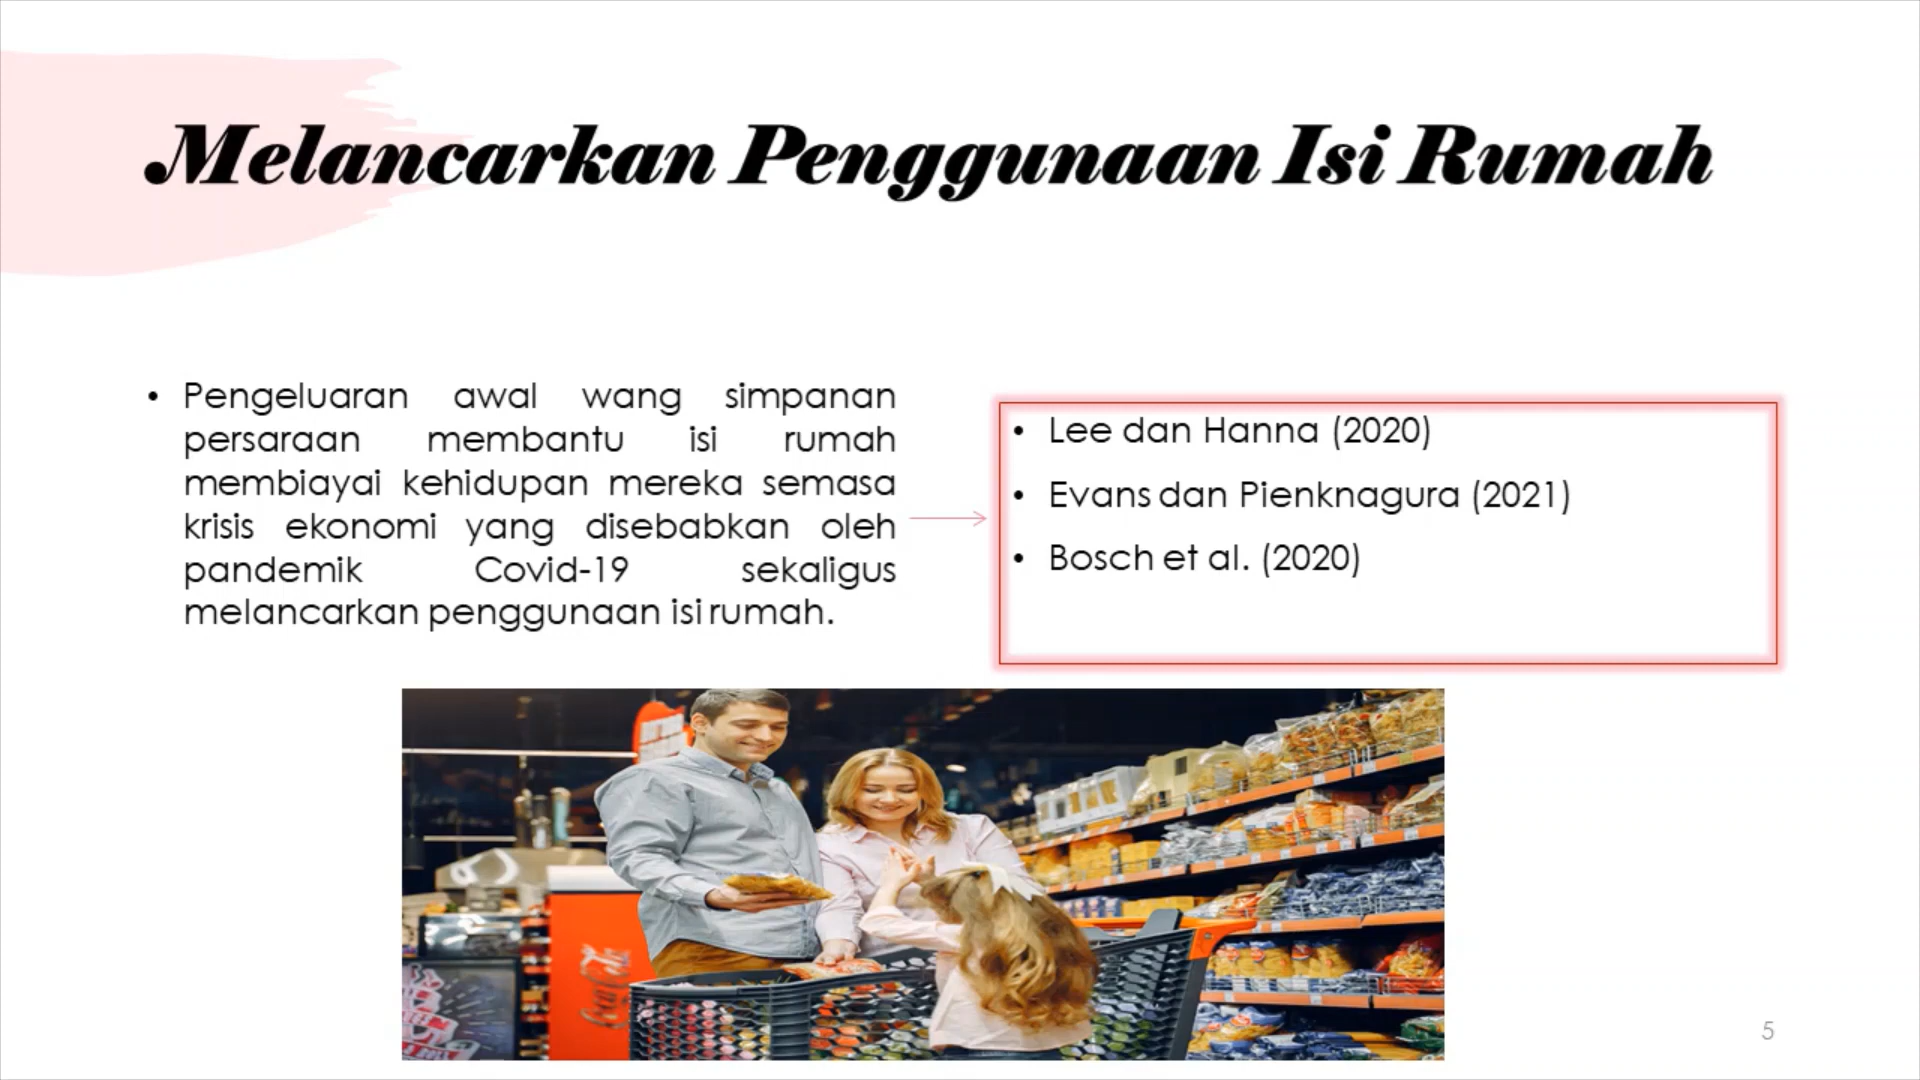 Melancarkan Penggunaan Isi Rumah
• Pengeluaran awal wang simpanan
persaraan membantu isi rumah
membiayai kehidupan mereka semasa
krisis ekonomi yang disebabkan oleh
pandemik Covid-19 sekaligus
melancarkan penggunaan isi rumah.
• Lee dan Hanna (2020)
• Evans dan Pienknagura (2021)
• Bosch et al. (2020)
Coca-Cola
5